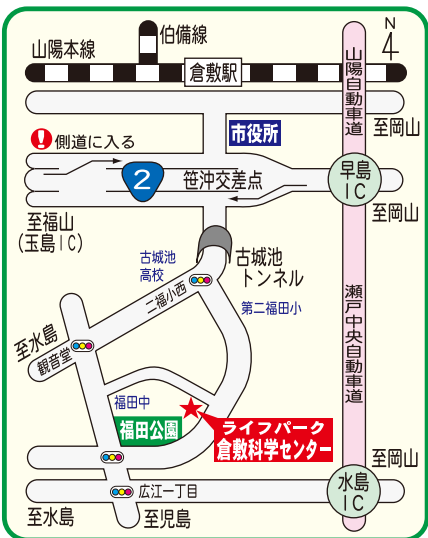 伯備線
N
山陽本線
倉敷駅
山陽自動車道
至岡山
市役所
! 側道に入る
2
笹沖交差点
早島
IC
至岡山
至福山
(玉島IC)
古城池
高校
古城池
トンネル
二福小西
第二福田小
瀬戸中央自動車道
至水島
観音堂
福田中
福田公園
ライフパーク
倉敷科学センター
至岡山
水島
IC
広江一丁目
至水島
至児島